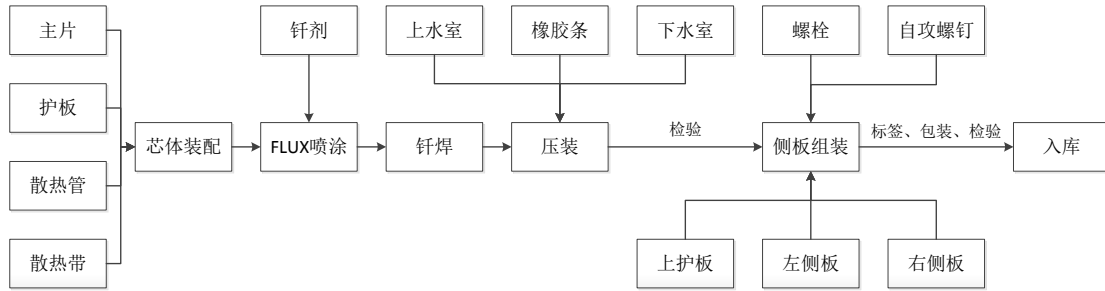 主片
钎剂
上水室
橡胶条
下水室
螺栓
自攻螺钉
护板
芯体装配
FLUX喷涂
钎焊
压装
检验
侧板组装
标签、包装、检验
入库
散热管
散热带
上护板
左侧板
右侧板